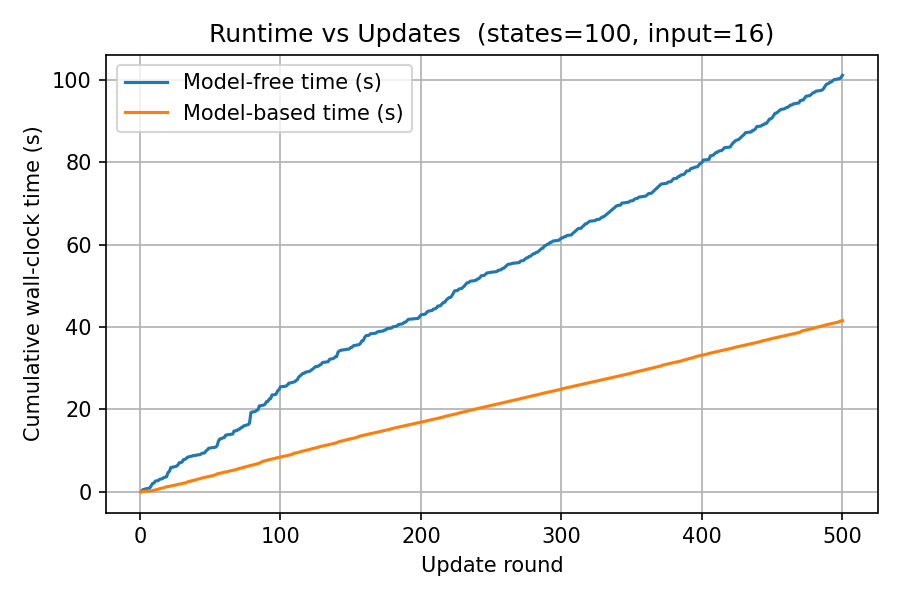 Runtime vs Updates  (states=100, input=16)
Model-free time (s)
Model-based time (s)
Cumulative wall-clock time (s)
100
80
60
40
20
0
0 100 200 300 400 500
Update round